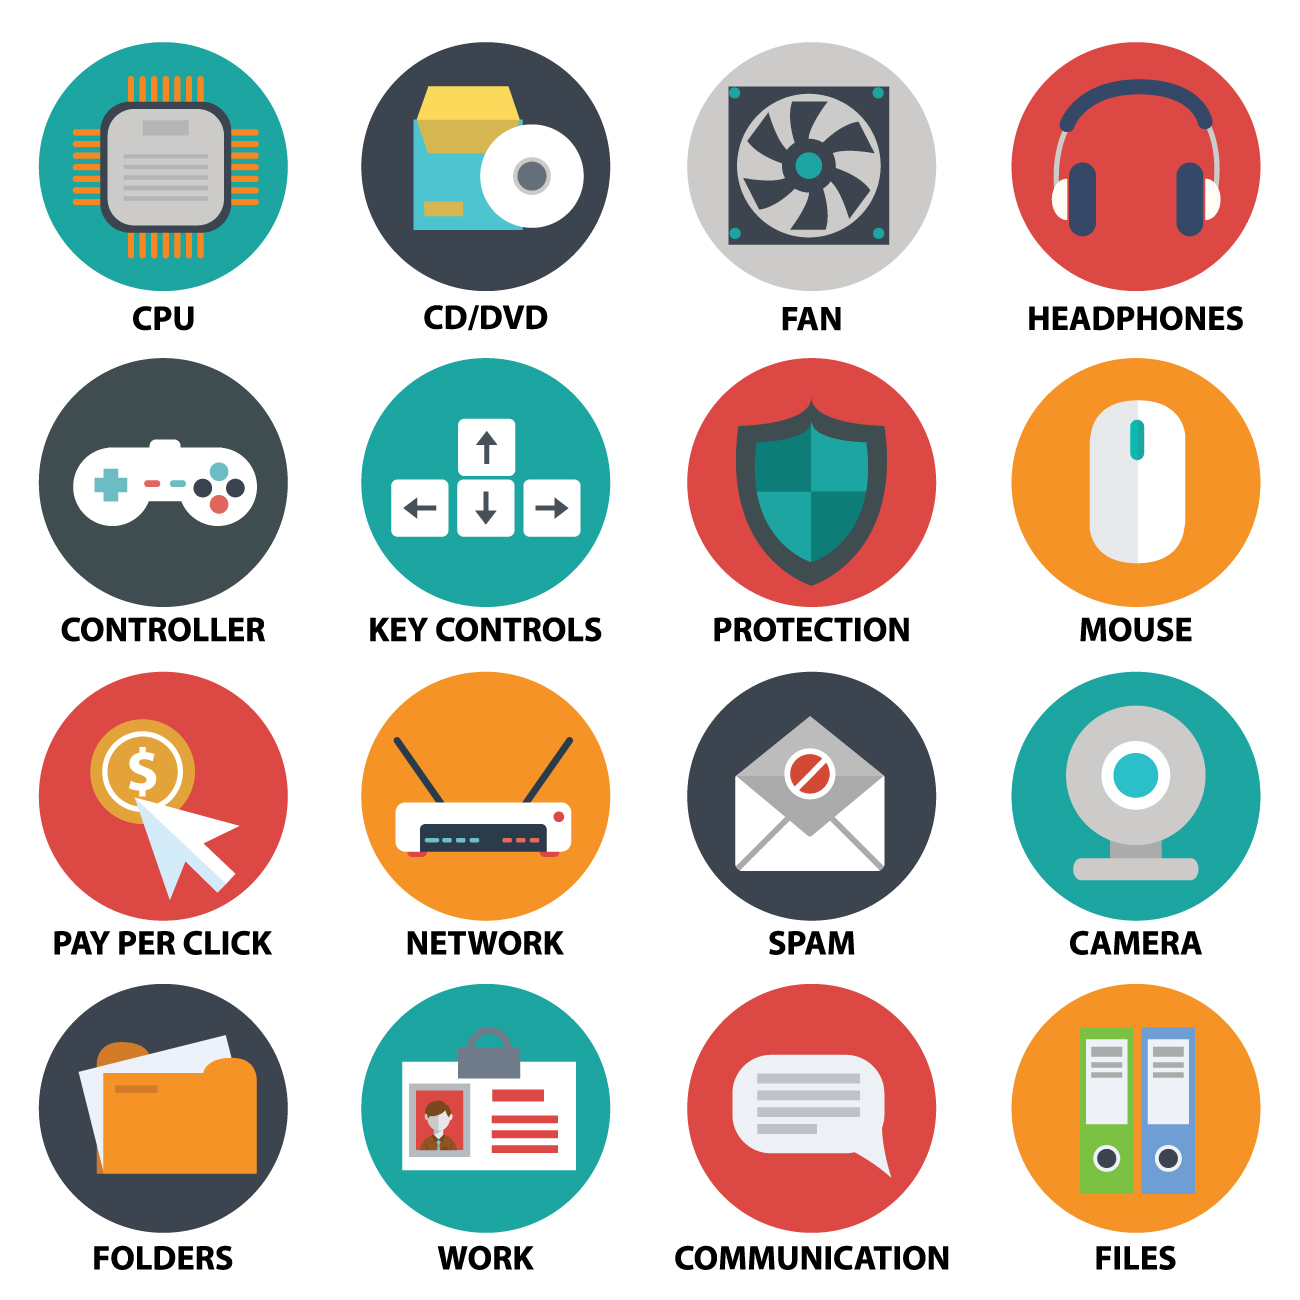 CPU
CD/DVD
FAN
HEADPHONES
CONTROLLER
KEY CONTROLS
PROTECTION
MOUSE
$
PAY PER CLICK
NETWORK
SPAM
CAMERA
FOLDERS
WORK
COMMUNICATION
FILES